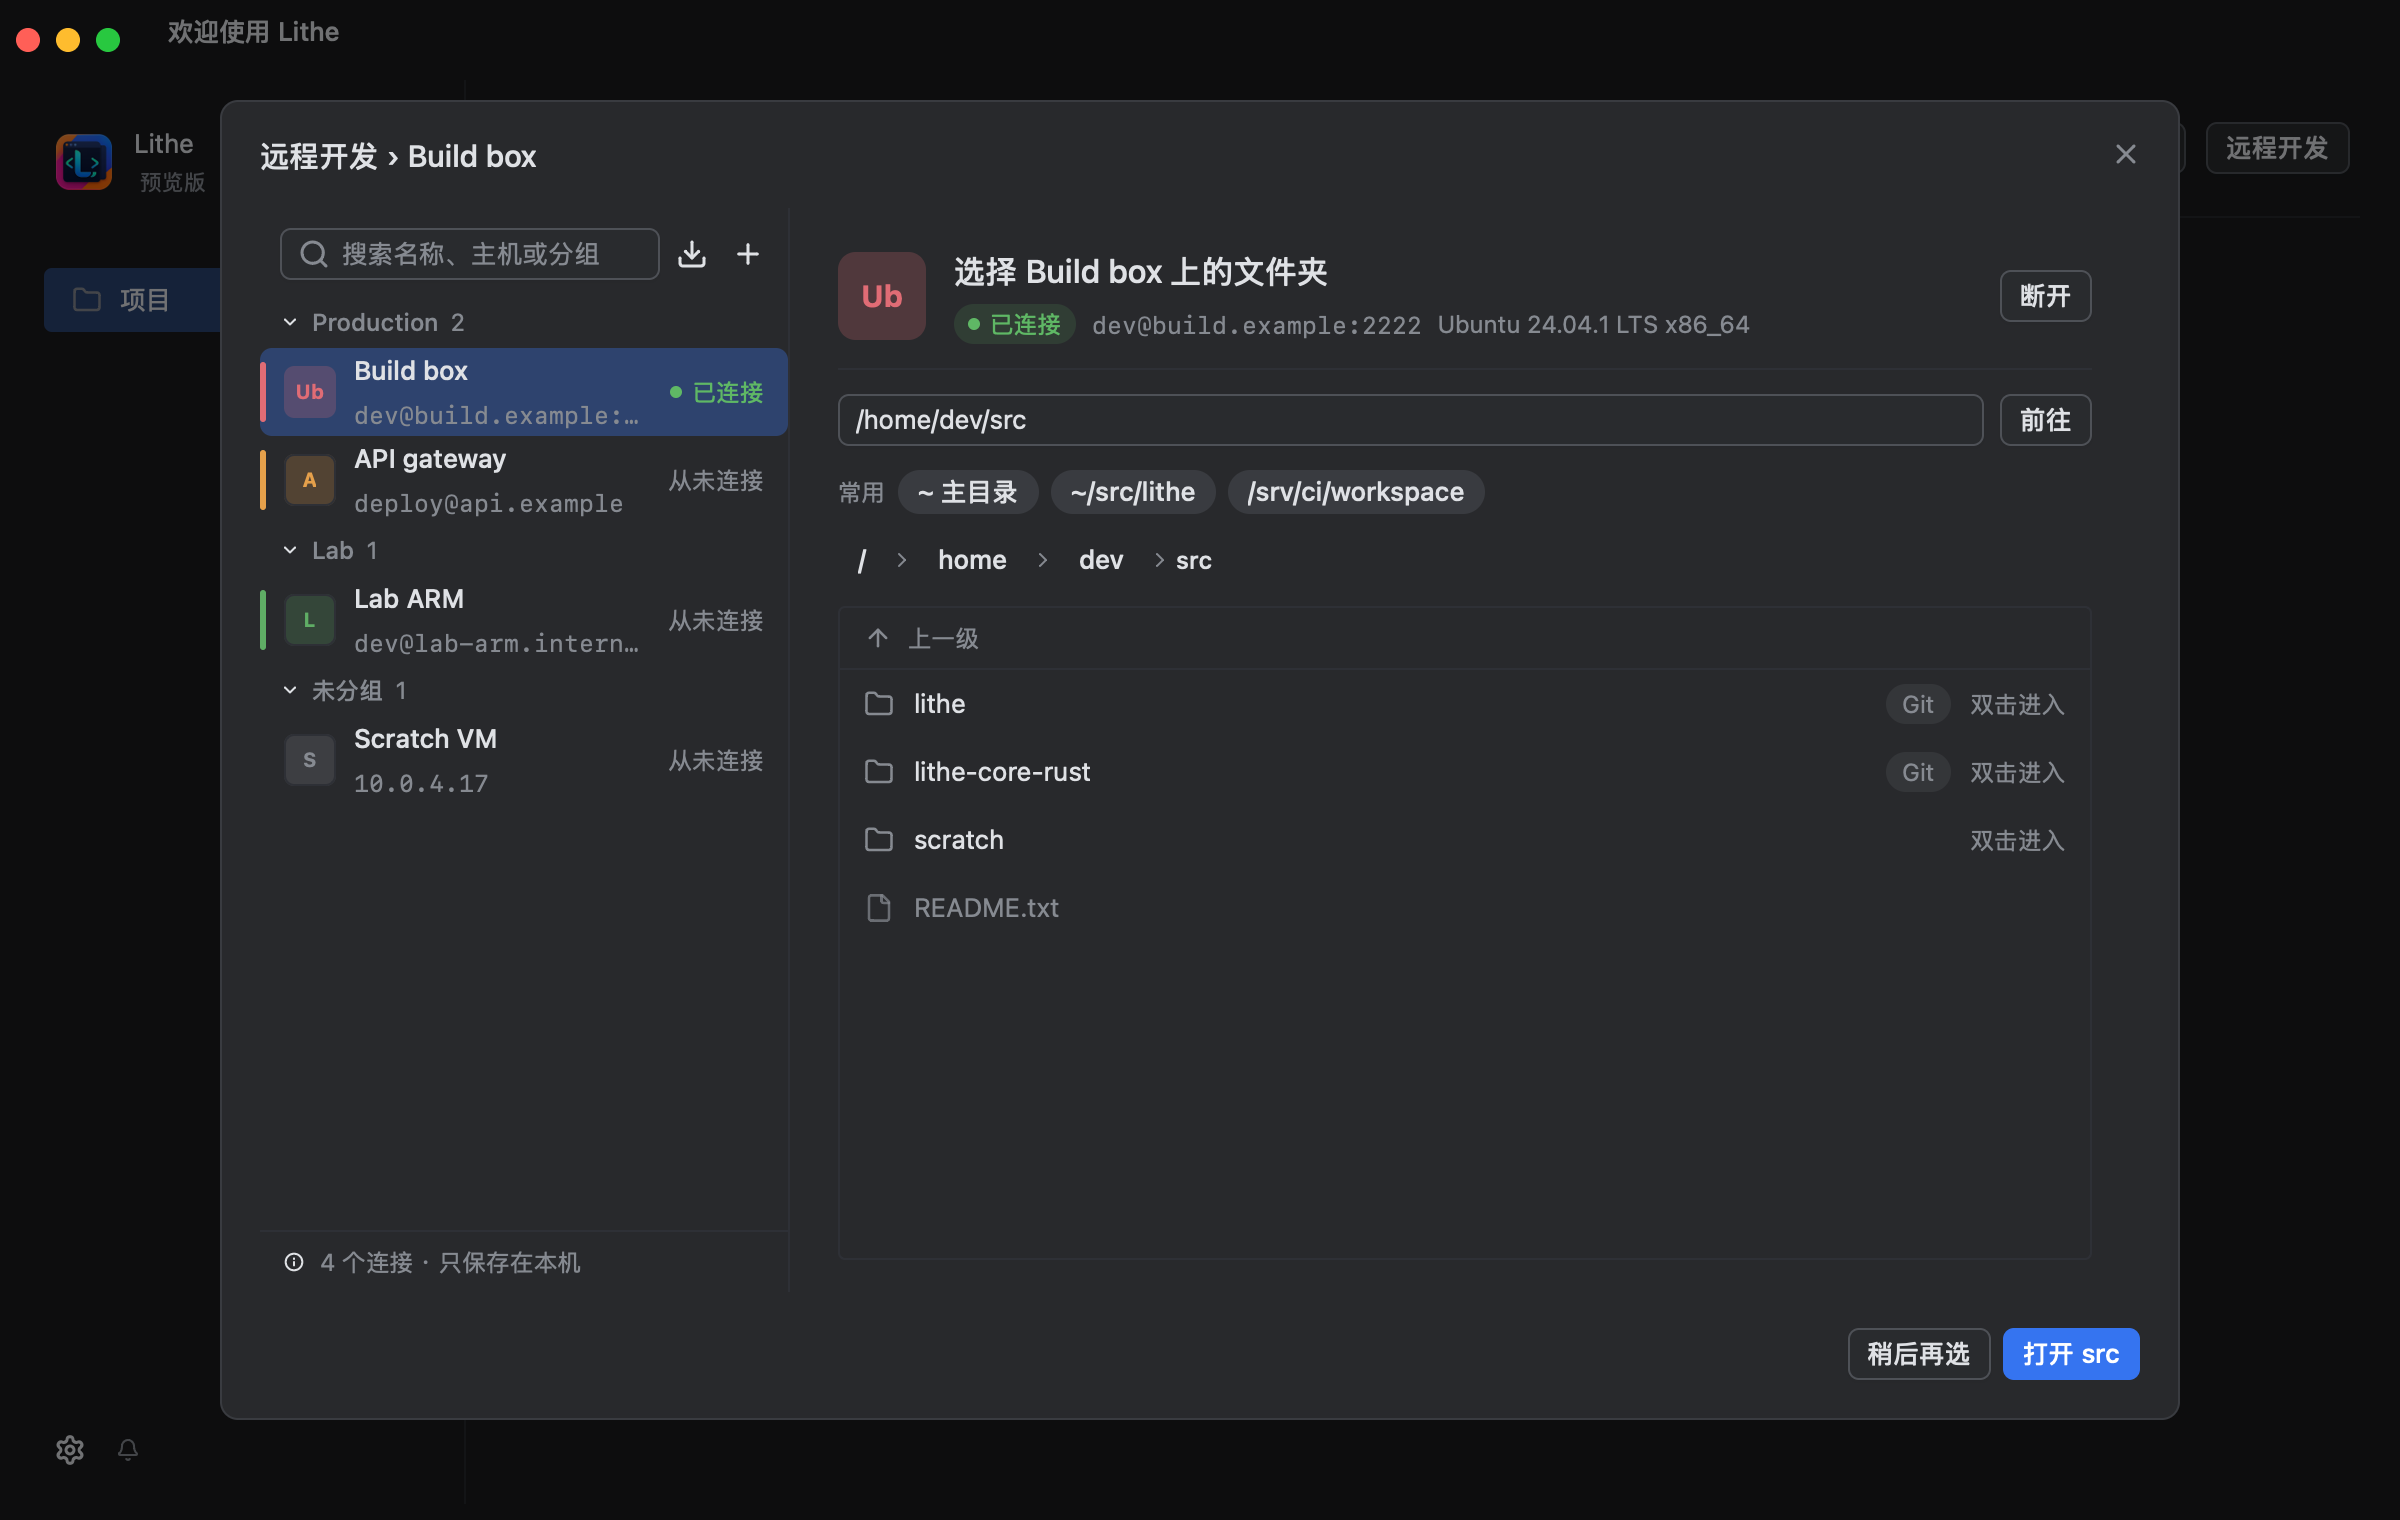 欢迎使用 Lithe
Lithe
预览版
远程开发
项目
远程开发 › Build box
搜索名称、主机或分组
Production 2
Ub
Build box
dev@build.example:…
已连接
A
API gateway
deploy@api.example
从未连接
Lab 1
L
Lab ARM
dev@lab-arm.intern…
从未连接
未分组 1
S
Scratch VM
10.0.4.17
从未连接
4 个连接 · 只保存在本机
Ub
选择 Build box 上的文件夹
已连接 dev@build.example:2222 Ubuntu 24.04.1 LTS x86_64
断开
/home/dev/src
前往
常用 ~ 主目录 ~/src/lithe /srv/ci/workspace
/ > home > dev > src
上一级
lithe Git 双击进入
lithe-core-rust Git 双击进入
scratch 双击进入
README.txt
稍后再选 打开 src